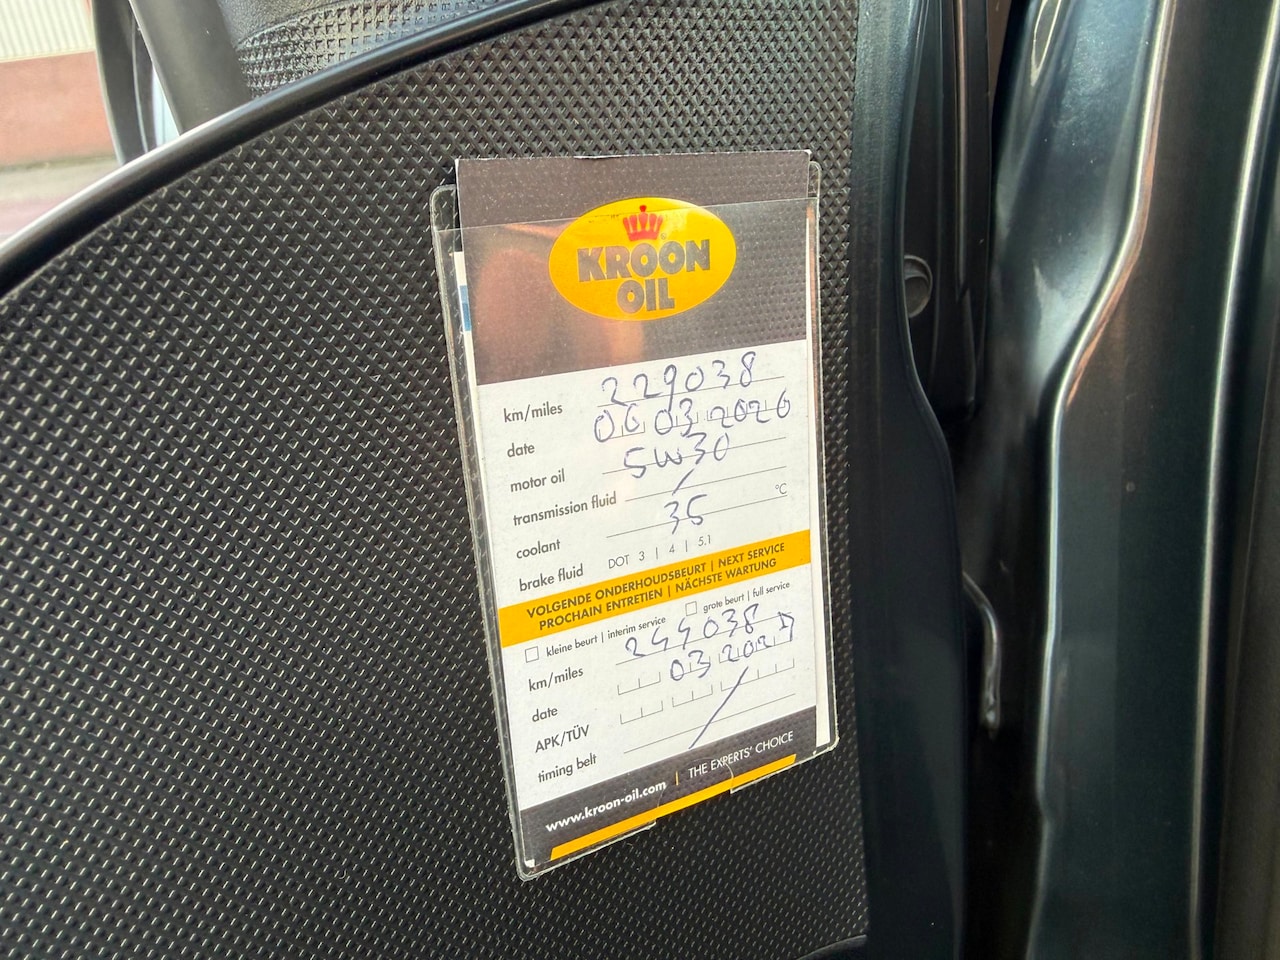 KROON
OIL
km/miles 229038
date 06 03 2026
motor oil 5W30
transmission fluid /
coolant 35 °C
brake fluid DOT 3 | 4 | 5.1
VOLGENDE ONDERHOUDSBEURT | NEXT SERVICE
PROCHAIN ENTRETIEN | NÄCHSTE WARTUNG
kleine beurt | interim service grote beurt | full service
km/miles 244038
date 03 2027
APK/TÜV
timing belt /
www.kroon-oil.com | THE EXPERTS' CHOICE